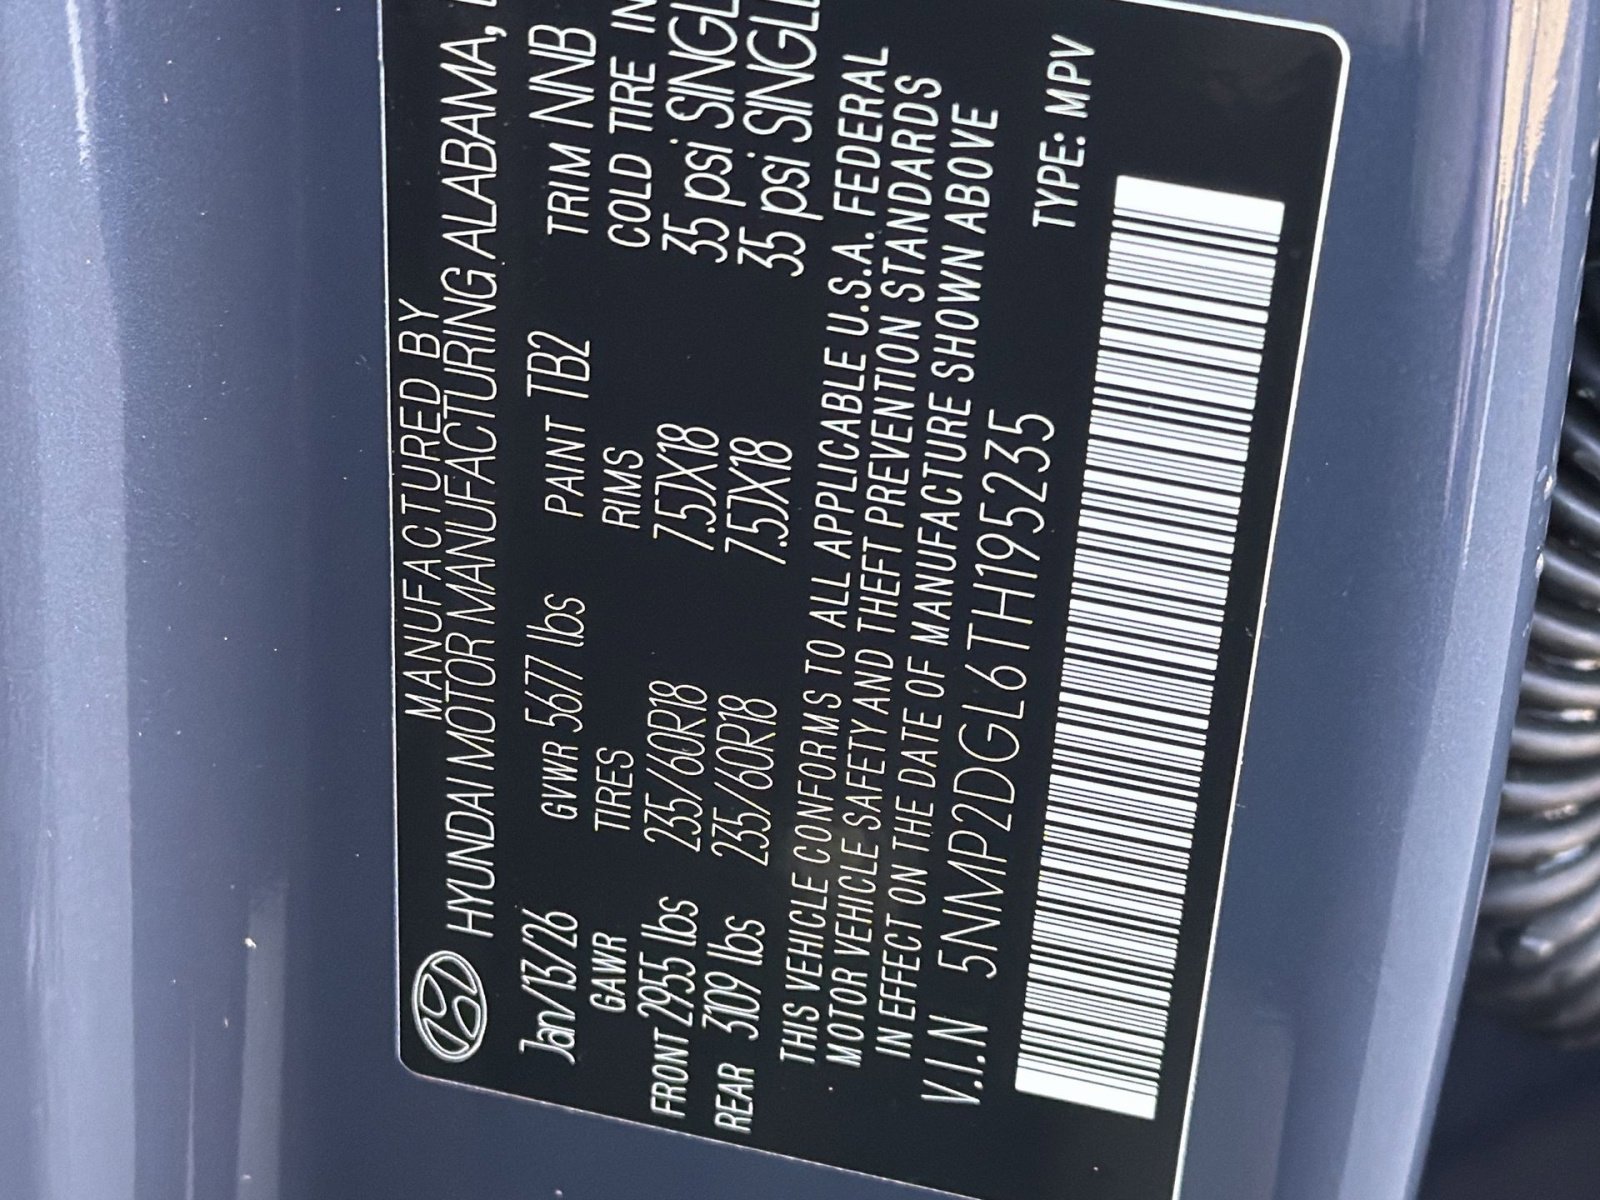 MANUFACTURED BY
HYUNDAI MOTOR MANUFACTURING ALABAMA,
Jan/13/26 GVWR 5677 lbs PAINT TB2 TRIM NNB
GAWR TIRES RIMS COLD TIRE IN
FRONT 2955 lbs 235/60R18 7.5JX18 35 psi SINGL
REAR 3109 lbs 235/60R18 7.5JX18 35 psi SINGLE
THIS VEHICLE CONFORMS TO ALL APPLICABLE U.S.A. FEDERAL
MOTOR VEHICLE SAFETY AND THEFT PREVENTION STANDARDS
IN EFFECT ON THE DATE OF MANUFACTURE SHOWN ABOVE
V.I.N 5NMP2DGL6TH195235 TYPE: MPV